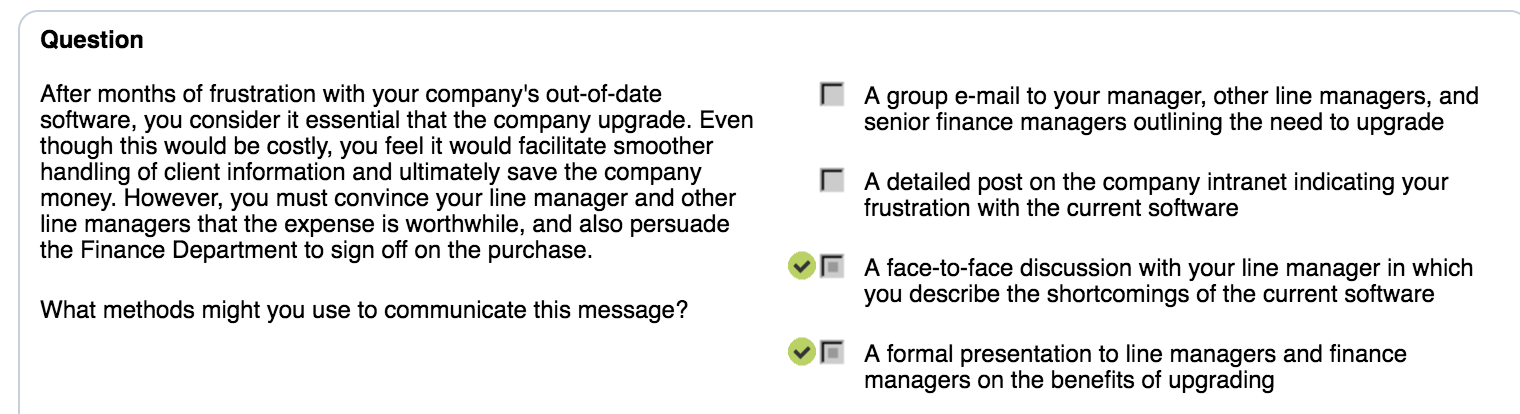 Question
After months of frustration with your company's out-of-date
software, you consider it essential that the company upgrade. Even
though this would be costly, you feel it would facilitate smoother
handling of client information and ultimately save the company
money. However, you must convince your line manager and other
line managers that the expense is worthwhile, and also persuade
the Finance Department to sign off on the purchase.
What methods might you use to communicate this message?
A group e-mail to your manager, other line managers, and
senior finance managers outlining the need to upgrade
A detailed post on the company intranet indicating your
frustration with the current software
A face-to-face discussion with your line manager in which
you describe the shortcomings of the current software
A formal presentation to line managers and finance
managers on the benefits of upgrading